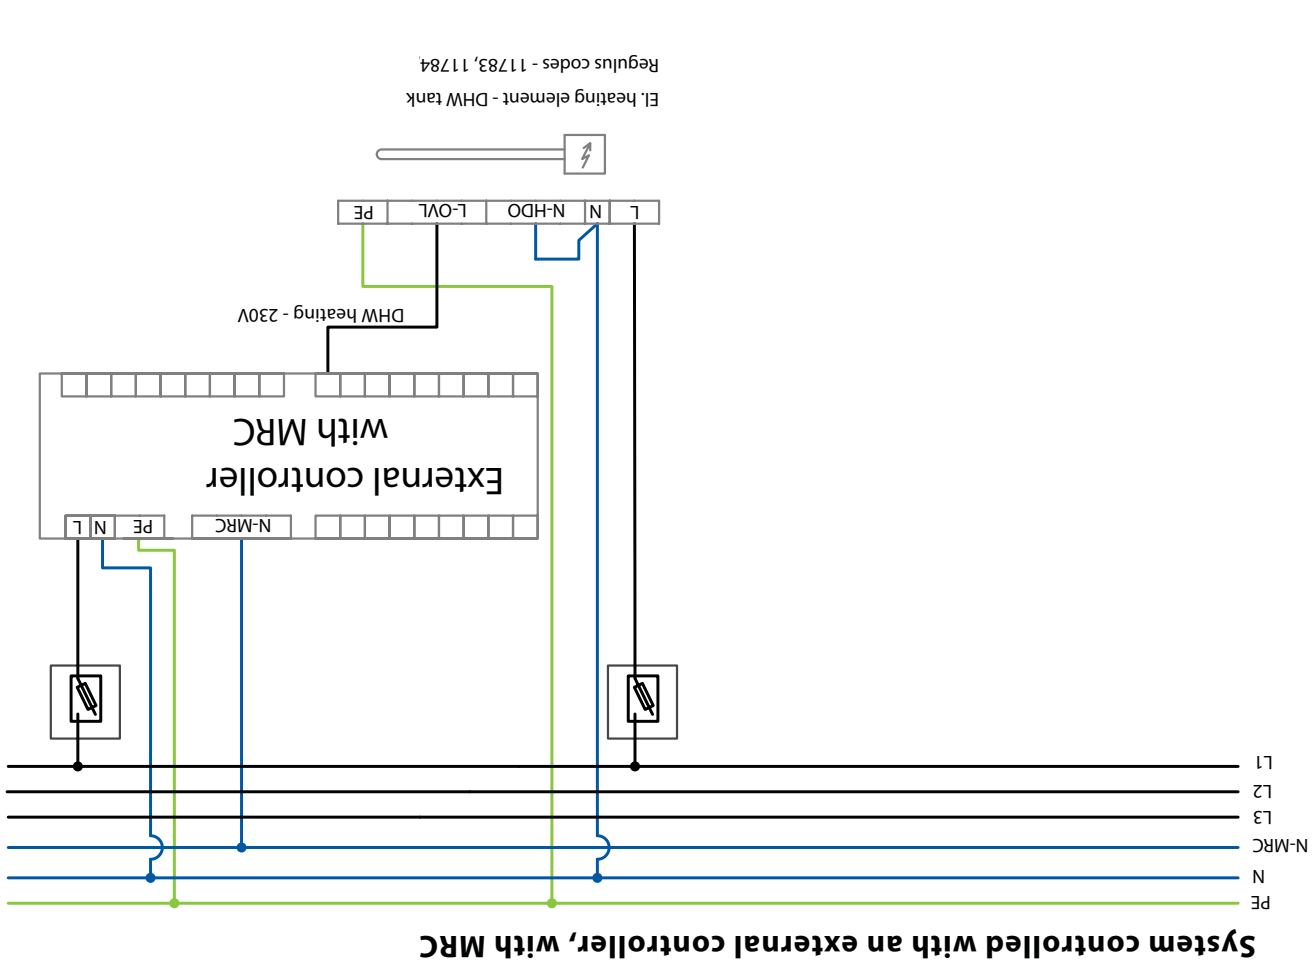 System controlled with an external controller, with MRC
PE
N
N-MRC
L3
L2
L1
N-MRC PE N L
External controller
with MRC
DHW heating - 230V
L N N-HDO L-OVL PE
El. heating element - DHW tank
Regulus codes - 11783, 11784